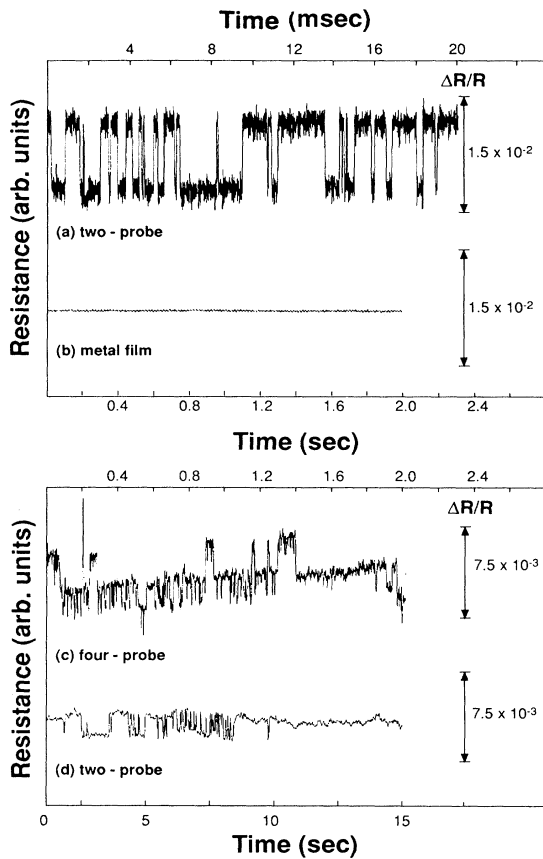 Time (msec)
4 8 12 16 20
ΔR/R
1.5 x 10⁻²
Resistance (arb. units)
(a) two - probe
1.5 x 10⁻²
(b) metal film
0.4 0.8 1.2 1.6 2.0 2.4
Time (sec)
0.4 0.8 1.2 1.6 2.0 2.4
ΔR/R
7.5 x 10⁻³
Resistance (arb. units)
(c) four - probe
7.5 x 10⁻³
(d) two - probe
0 5 10 15
Time (sec)